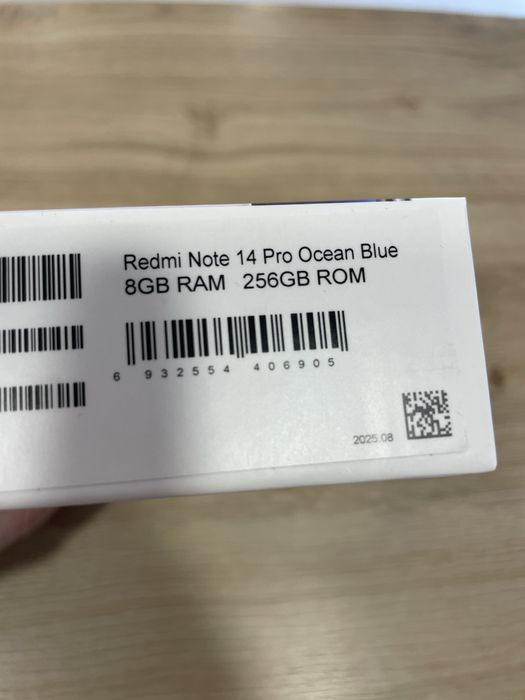 Redmi Note 14 Pro Ocean Blue
8GB RAM 256GB ROM
6 932554 406905
2025.08